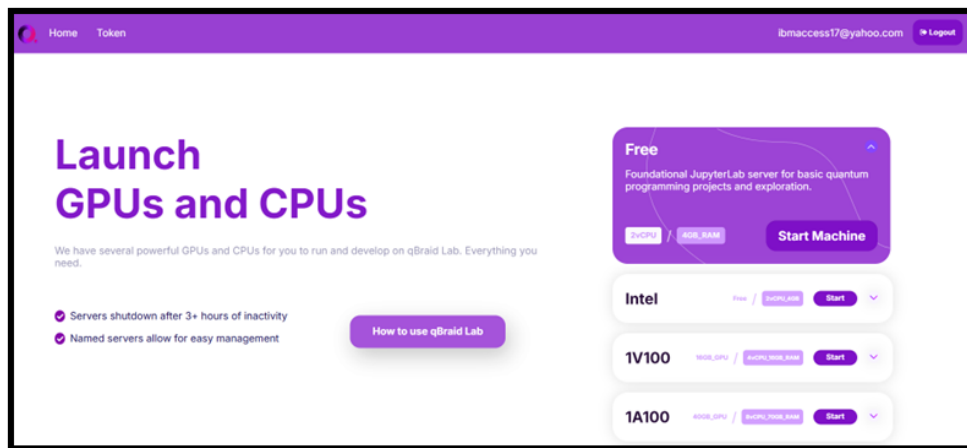 Home Token
ibmaccess17@yahoo.com
Logout
Launch
GPUs and CPUs
We have several powerful GPUs and CPUs for you to run and develop on qBraid Lab. Everything you
need.
Servers shutdown after 3+ hours of inactivity
Named servers allow for easy management
How to use qBraid Lab
Free
Foundational JupyterLab server for basic quantum
programming projects and exploration.
2vCPU / 4GB_RAM
Start Machine
Intel Free / 2vCPU_4GB Start
1V100 16GB_GPU / 4vCPU_16GB_RAM Start
1A100 40GB_GPU / Start